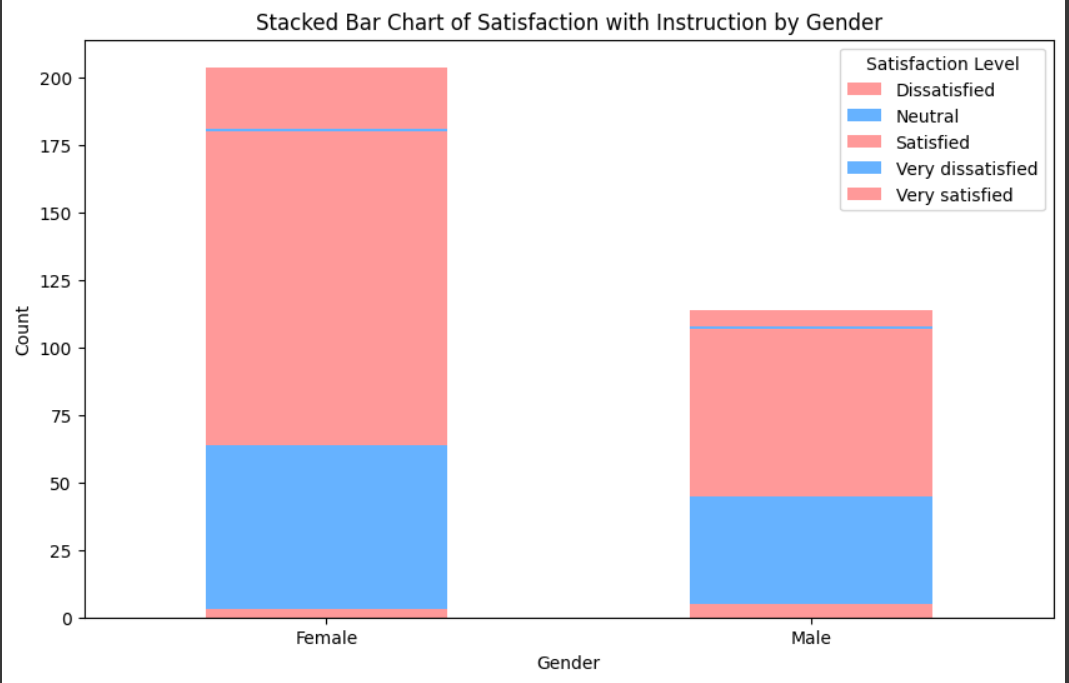 Stacked Bar Chart of Satisfaction with Instruction by Gender
Satisfaction Level
Dissatisfied
Neutral
Satisfied
Very dissatisfied
Very satisfied
Count
200
175
150
125
100
75
50
25
0
Female
Male
Gender